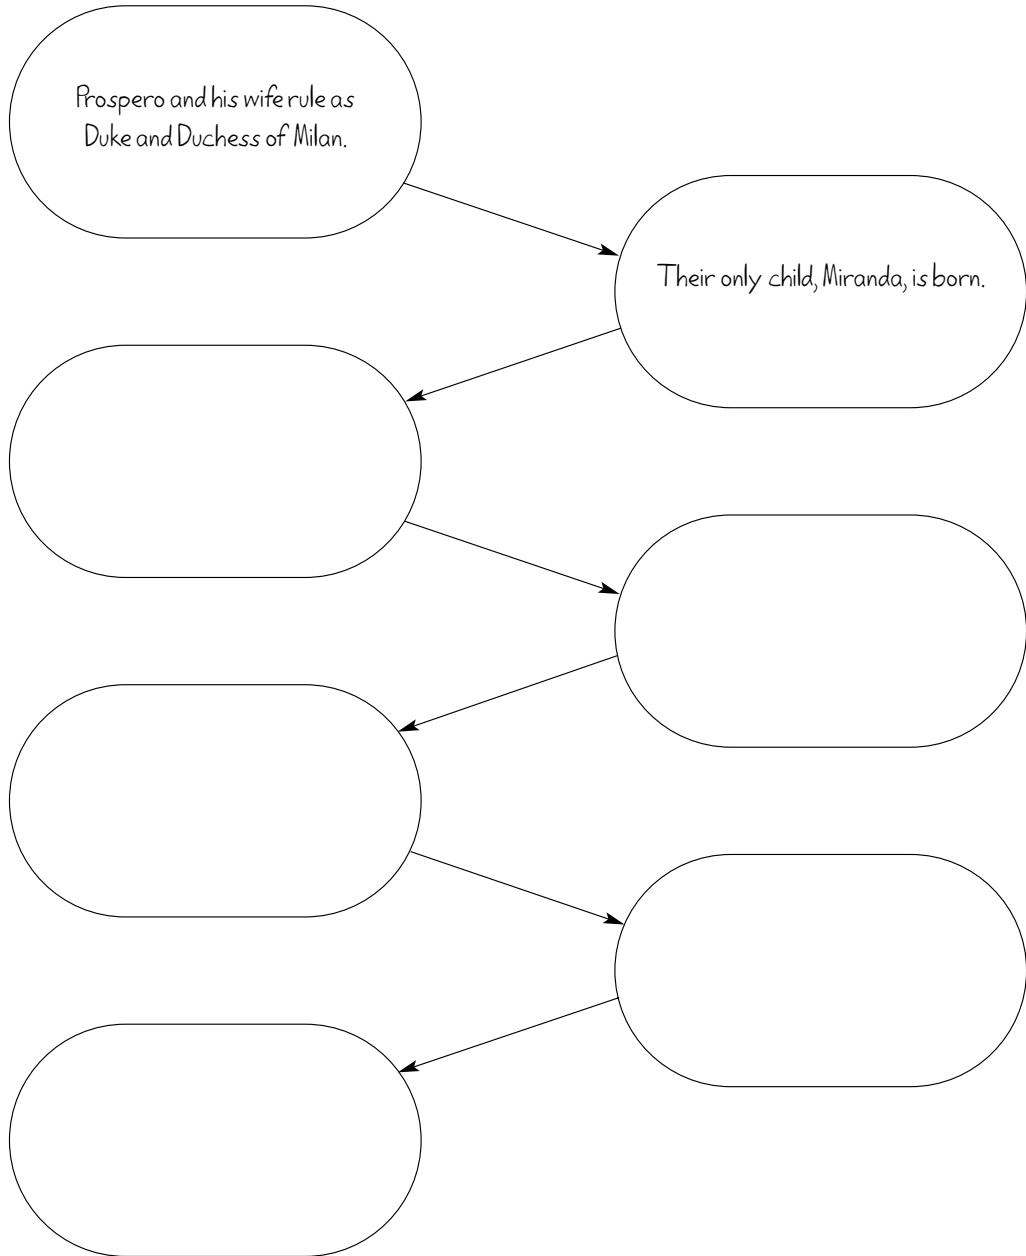 Prospero and his wife rule as
Duke and Duchess of Milan.
Their only child, Miranda, is born.